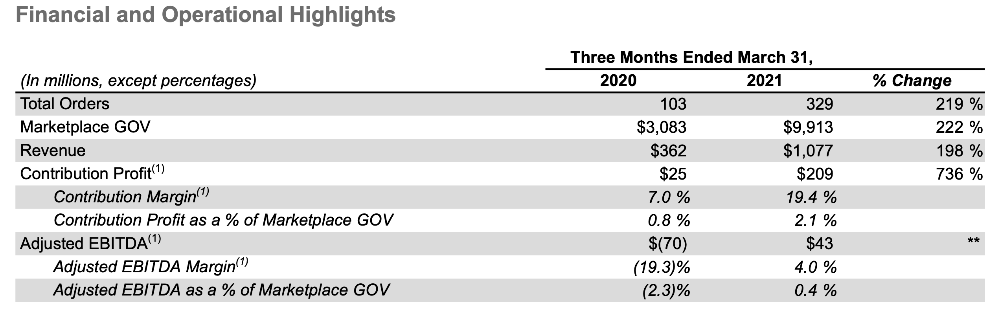 Financial and Operational Highlights
Three Months Ended March 31,
(In millions, except percentages) 2020 2021 % Change
Total Orders 103 329 219 %
Marketplace GOV $3,083 $9,913 222 %
Revenue $362 $1,077 198 %
Contribution Profit(1) $25 $209 736 %
Contribution Margin(1) 7.0 % 19.4 %
Contribution Profit as a % of Marketplace GOV 0.8 % 2.1 %
Adjusted EBITDA(1) $(70) $43 **
Adjusted EBITDA Margin(1) (19.3)% 4.0 %
Adjusted EBITDA as a % of Marketplace GOV (2.3)% 0.4 %